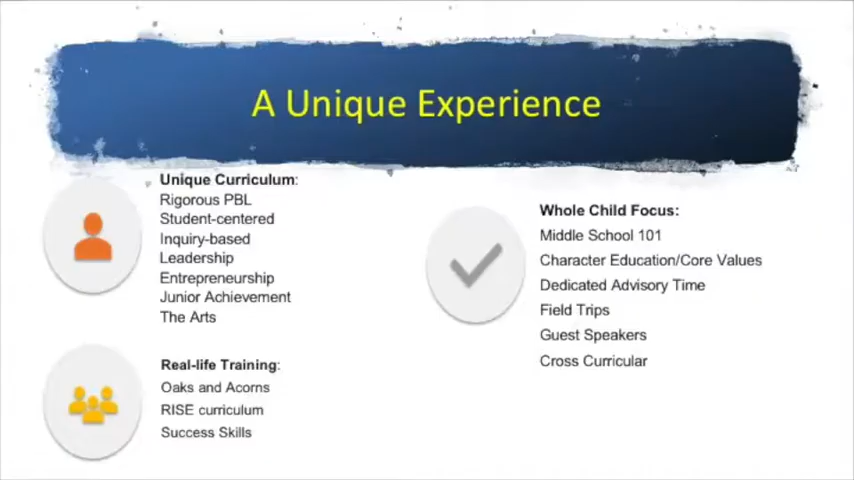 A Unique Experience
Unique Curriculum:
Rigorous PBL
Student-centered
Inquiry-based
Leadership
Entrepreneurship
Junior Achievement
The Arts
Real-life Training:
Oaks and Acorns
RISE curriculum
Success Skills
Whole Child Focus:
Middle School 101
Character Education/Core Values
Dedicated Advisory Time
Field Trips
Guest Speakers
Cross Curricular